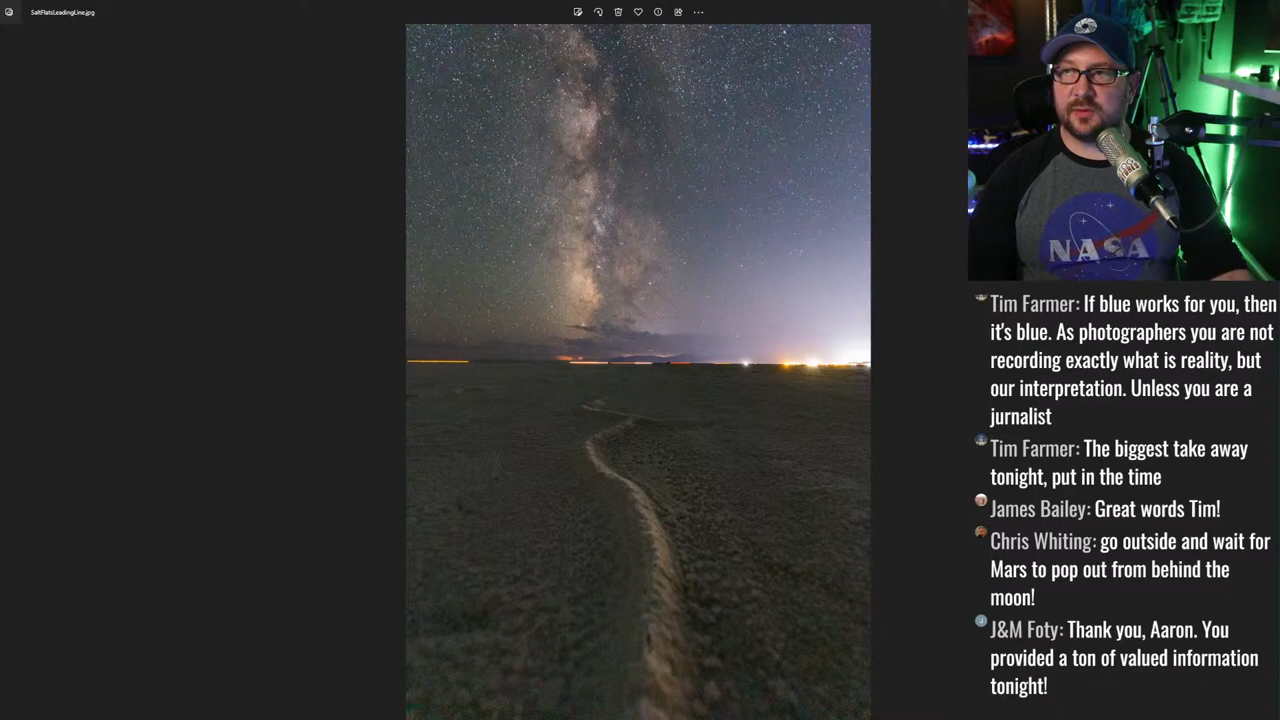 SaltFlatsLeadingLine.jpg
NASA
Tim Farmer: If blue works for you, then
it's blue. As photographers you are not
recording exactly what is reality, but
our interpretation. Unless you are a
jurnalist
Tim Farmer: The biggest take away
tonight, put in the time
James Bailey: Great words Tim!
Chris Whiting: go outside and wait for
Mars to pop out from behind the
moon!
J&M Foty: Thank you, Aaron. You
provided a ton of valued information
tonight!